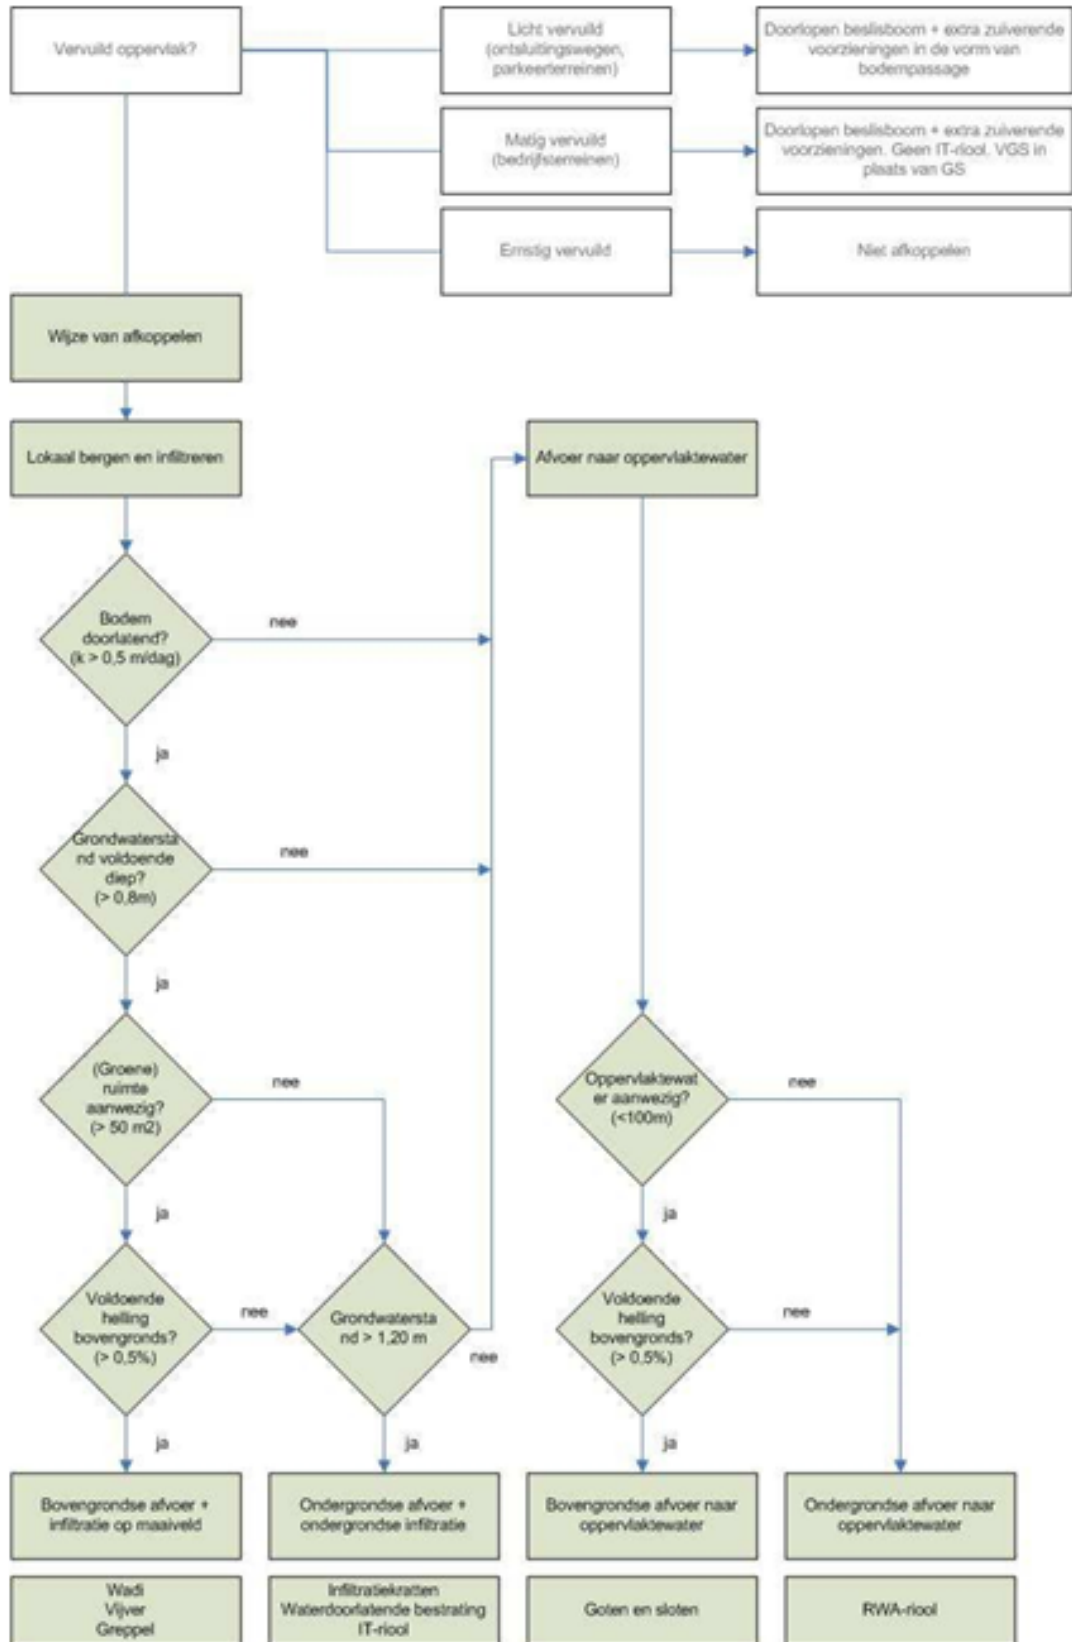 Vervuild oppervlak?
Licht vervuild
(ontsluitingswegen,
parkeerterreinen)
Doorlopen beslisboom + extra zuiverende
voorzieningen in de vorm van
bodempassage
Matig vervuild
(bedrijfsterreinen)
Doorlopen beslisboom + extra zuiverende
voorzieningen. Geen IT-riool. VGS in
plaats van GS
Ernstig vervuild
Niet afkoppelen
Wijze van afkoppelen
Lokaal bergen en infiltreren
Afvoer naar oppervlaktewater
Bodem
doorlatend?
(k > 0,5 m/dag)
nee
ja
Grondwatersta
nd voldoende
diep?
(> 0,8m)
nee
ja
(Groene)
ruimte
aanwezig?
(> 50 m2)
nee
ja
Oppervlaktewat
er aanwezig?
(<100m)
nee
ja
Voldoende
helling
bovengronds?
(> 0,5%)
nee
ja
Grondwatersta
nd > 1,20 m
nee
ja
Voldoende
helling
bovengronds?
(> 0,5%)
nee
ja
Bovengrondse afvoer +
infiltratie op maaiveld
Ondergrondse afvoer +
ondergrondse infiltratie
Bovengrondse afvoer naar
oppervlaktewater
Ondergrondse afvoer naar
oppervlaktewater
Wadi
Vijver
Greppel
Infiltratiekratten
Waterdoorlatende bestrating
IT-riool
Goten en sloten
RWA-riool